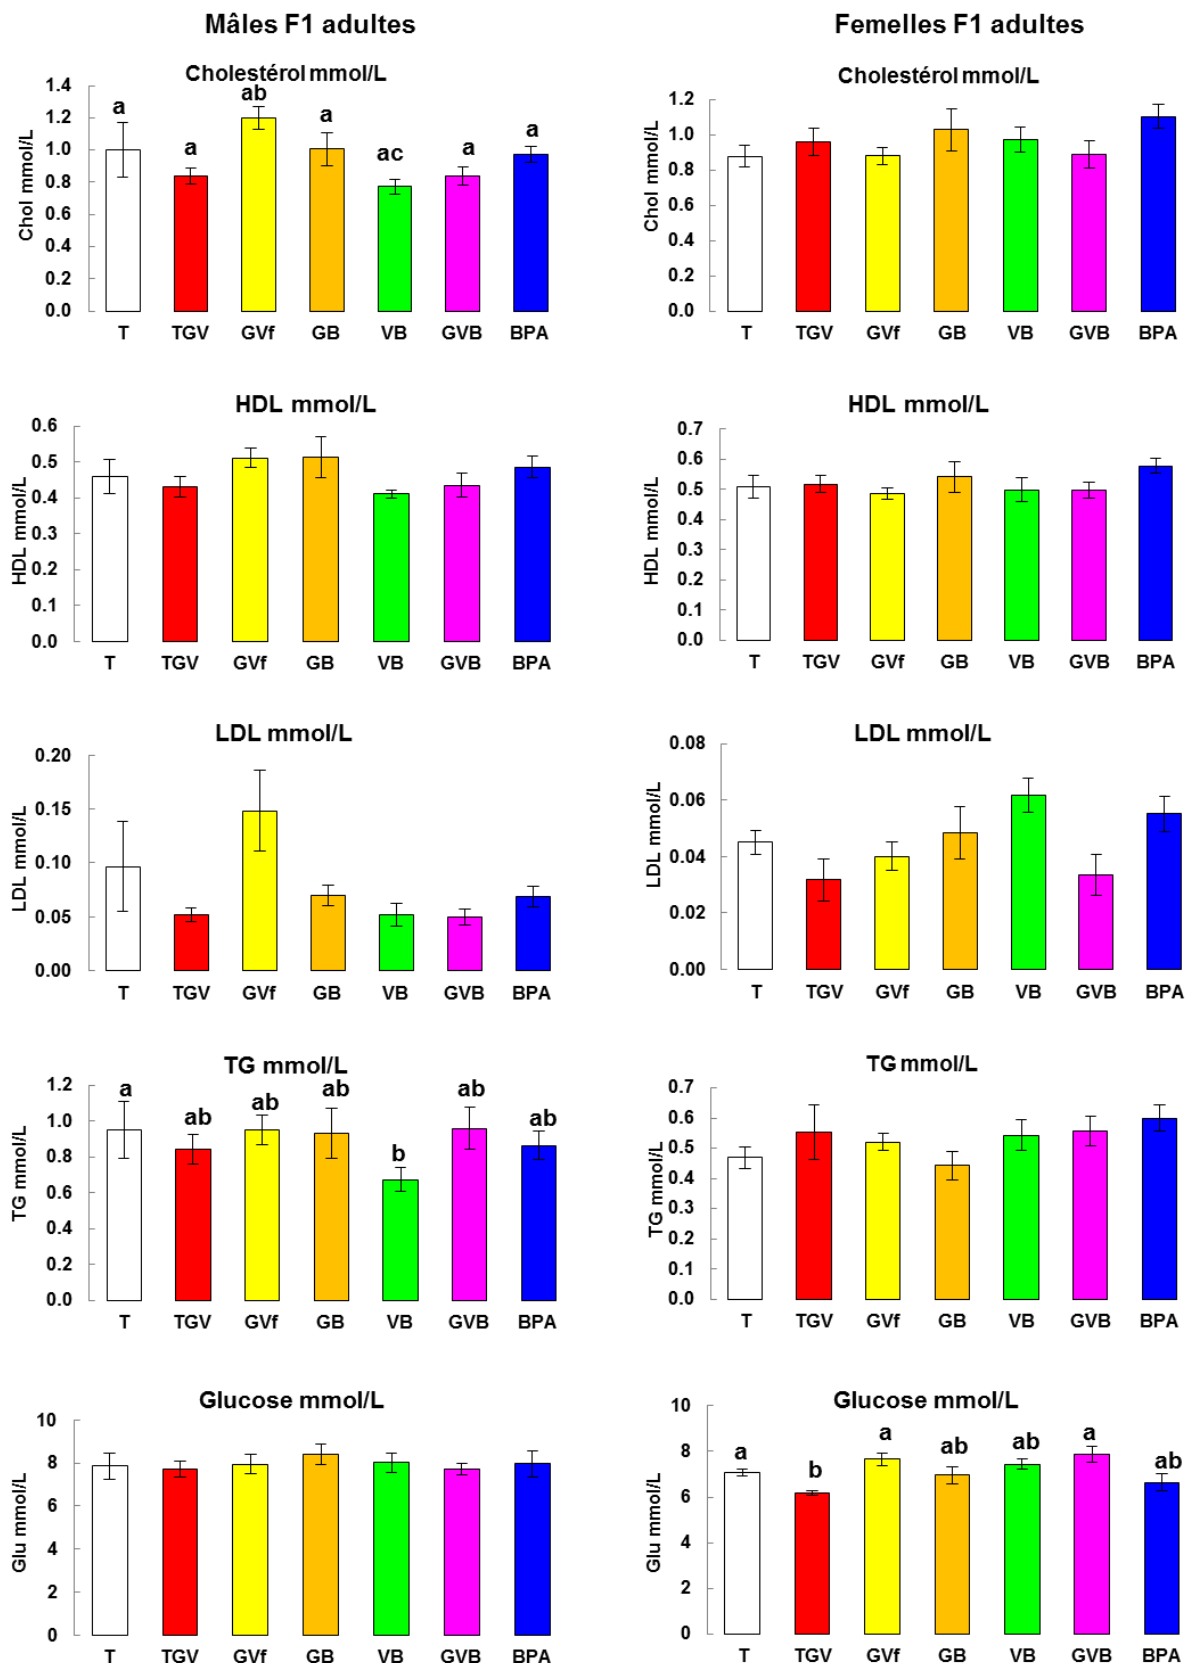 Mâles F1 adultes
Femelles F1 adultes
Cholestérol mmol/L
Chol mmol/L
1.4
1.2
1.0
0.8
0.6
0.4
0.2
0.0
a
a
ab
a
ac
a
a
T TGV GVf GB VB GVB BPA
Cholestérol mmol/L
Chol mmol/L
1.2
1.0
0.8
0.6
0.4
0.2
0.0
T TGV GVf GB VB GVB BPA
HDL mmol/L
HDL mmol/L
0.6
0.5
0.4
0.3
0.2
0.1
0.0
T TGV GVf GB VB GVB BPA
HDL mmol/L
HDL mmol/L
0.7
0.6
0.5
0.4
0.3
0.2
0.1
0.0
T TGV GVf GB VB GVB BPA
LDL mmol/L
LDL mmol/L
0.20
0.15
0.10
0.05
0.00
T TGV GVf GB VB GVB BPA
LDL mmol/L
LDL mmol/L
0.08
0.06
0.04
0.02
0.00
T TGV GVf GB VB GVB BPA
TG mmol/L
TG mmol/L
1.2
1.0
0.8
0.6
0.4
0.2
0.0
a
ab
ab
ab
b
ab
ab
T TGV GVf GB VB GVB BPA
TG mmol/L
TG mmol/L
0.7
0.6
0.5
0.4
0.3
0.2
0.1
0.0
T TGV GVf GB VB GVB BPA
Glucose mmol/L
Glu mmol/L
10
8
6
4
2
0
T TGV GVf GB VB GVB BPA
Glucose mmol/L
Glu mmol/L
10
8
6
4
2
0
a
b
a
ab
ab
a
ab
T TGV GVf GB VB GVB BPA